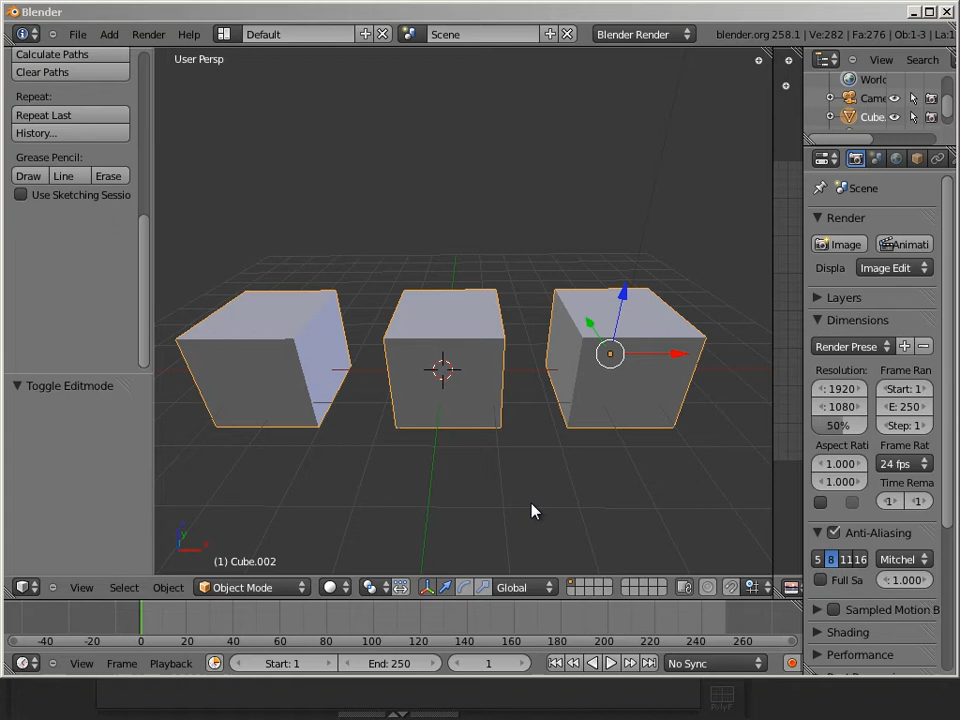 Blender
File Add Render Help Default Scene Blender Render blender.org 258.1 | Ve:282 | Fa:276 | Ob:1-3 | La:1
Calculate Paths
Clear Paths
Repeat:
Repeat Last
History...
Grease Pencil:
Draw Line Erase
Use Sketching Sessio
Toggle Editmode
User Persp
(1) Cube.002
View Search
World
Came
Cube.
Scene
Render
Image Animati
Displa Image Edit
Layers
Dimensions
Render Prese
Resolution: Frame Ran
: 1920 Start: 1
: 1080 E: 250
50% Step: 1
Aspect Rati Frame Rat
1.000 24 fps
1.000 Time Rema
1 1
Anti-Aliasing
5 8 11 16 Mitchel
Full Sa : 1.000
Sampled Motion B
Shading
Performance
View Select Object Object Mode Global
-40 -20 0 20 40 60 80 100 120 140 160 180 200 220 240 260
View Frame Playback Start: 1 End: 250 1 No Sync